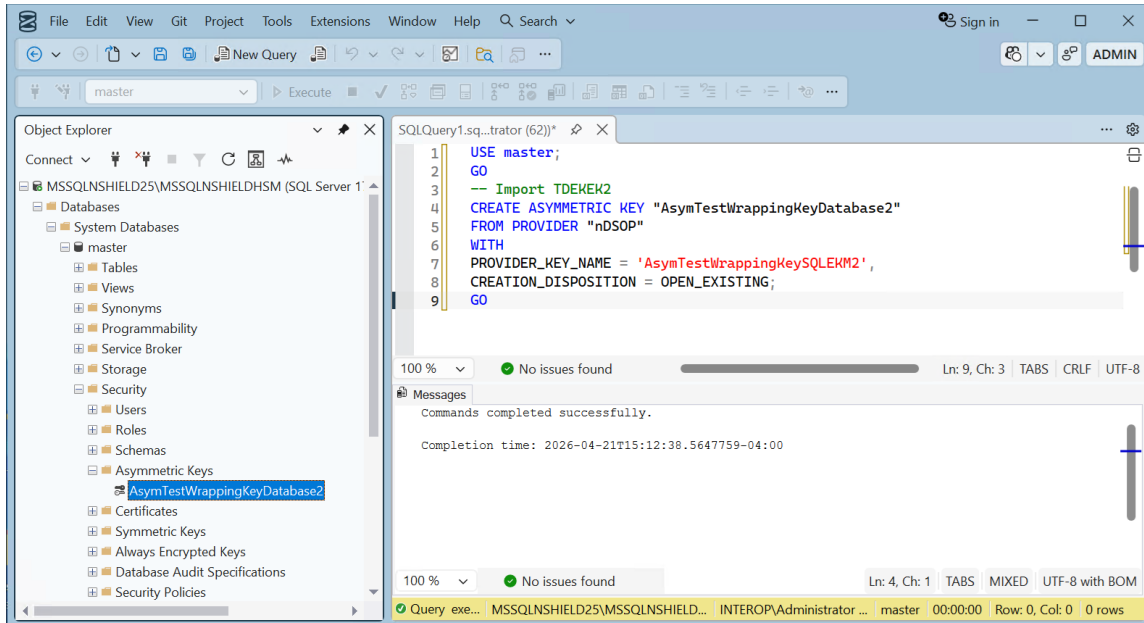 File Edit View Git Project Tools Extensions Window Help Search Sign in
New Query ADMIN
master Execute
Object Explorer
Connect
MSSQLNSHIELD25\MSSQLNSHIELDHSM (SQL Server 1
Databases
System Databases
master
Tables
Views
Synonyms
Programmability
Service Broker
Storage
Security
Users
Roles
Schemas
Asymmetric Keys
AsymTestWrappingKeyDatabase2
Certificates
Symmetric Keys
Always Encrypted Keys
Database Audit Specifications
Security Policies
SQLQuery1.sq...trator (62))*
1 USE master;
2 GO
3 -- Import TDEKEK2
4 CREATE ASYMMETRIC KEY "AsymTestWrappingKeyDatabase2"
5 FROM PROVIDER "nDSOP"
6 WITH
7 PROVIDER_KEY_NAME = 'AsymTestWrappingKeySQLEKM2',
8 CREATION_DISPOSITION = OPEN_EXISTING;
9 GO
100 % No issues found Ln: 9, Ch: 3 TABS CRLF UTF-8
Messages
Commands completed successfully.
Completion time: 2026-04-21T15:12:38.5647759-04:00
100 % No issues found Ln: 4, Ch: 1 TABS MIXED UTF-8 with BOM
Query exe... MSSQLNSHIELD25\MSSQLNSHIELD... INTEROP\Administrator ... master 00:00:00 Row: 0, Col: 0 0 rows